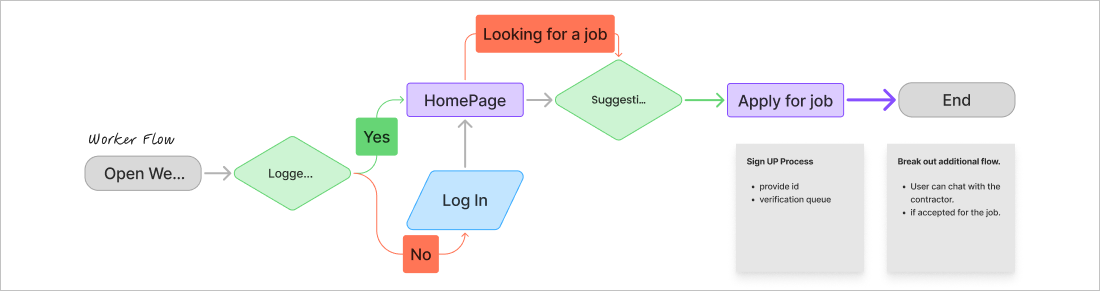 Looking for a job
HomePage
Suggesti...
Apply for job
End
Worker Flow
Yes
Open We...
Logge...
Log In
No
Sign UP Process
provide id
verification queue
Break out additional flow.
User can chat with the
contractor.
if accepted for the job.